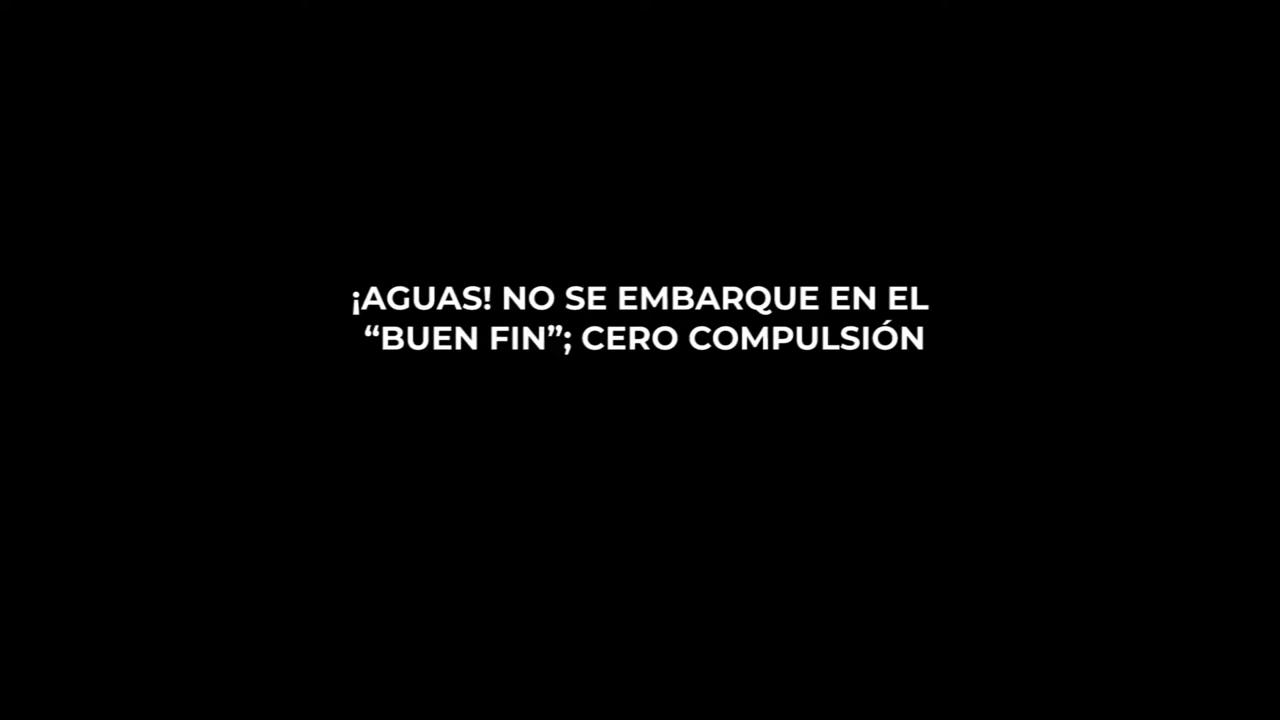 ¡AGUAS! NO SE EMBARQUE EN EL
“BUEN FIN”; CERO COMPULSIÓN